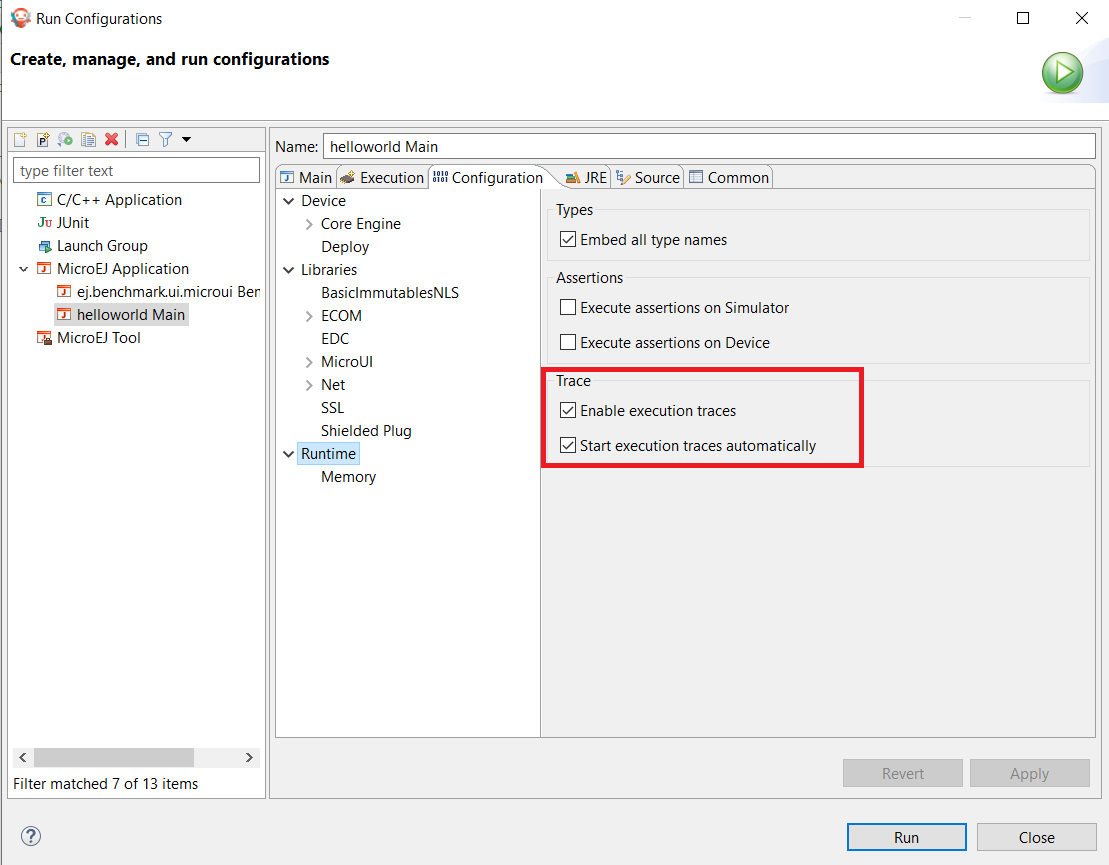 Run Configurations
Create, manage, and run configurations
type filter text
C/C++ Application
JUnit
Launch Group
MicroEJ Application
ej.benchmark.ui.microui Ben
helloworld Main
MicroEJ Tool
Filter matched 7 of 13 items
Name: helloworld Main
Main Execution Configuration JRE Source Common
Device
Core Engine
Deploy
Libraries
BasicImmutablesNLS
ECOM
EDC
MicroUI
Net
SSL
Shielded Plug
Runtime
Memory
Types
Embed all type names
Assertions
Execute assertions on Simulator
Execute assertions on Device
Trace
Enable execution traces
Start execution traces automatically
Revert Apply
Run Close